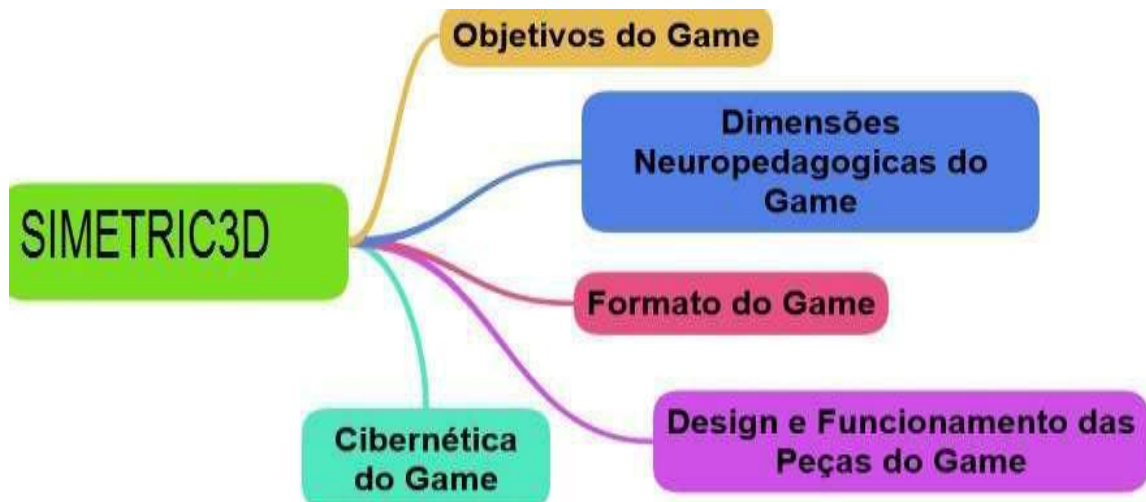 Objetivos do Game
Dimensões
Neuropedagogicas do
Game
SIMETRIC3D
Formato do Game
Design e Funcionamento das
Peças do Game
Cibernética
do Game